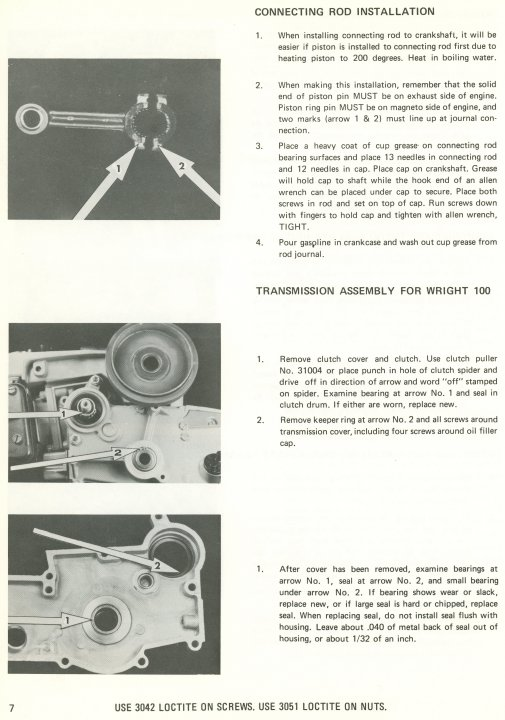 CONNECTING ROD INSTALLATION
1. When installing connecting rod to crankshaft, it will be
easier if piston is installed to connecting rod first due to
heating piston to 200 degrees. Heat in boiling water.
2. When making this installation, remember that the solid
end of piston pin MUST be on exhaust side of engine.
Piston ring pin MUST be on magneto side of engine, and
two marks (arrow 1 & 2) must line up at journal con-
nection.
3. Place a heavy coat of cup grease on connecting rod
bearing surfaces and place 13 needles in connecting rod
and 12 needles in cap. Place cap on crankshaft. Grease
will hold cap to shaft while the hook end of an allen
wrench can be placed under cap to secure. Place both
screws in rod and set on top of cap. Run screws down
with fingers to hold cap and tighten with allen wrench,
TIGHT.
4. Pour gasoline in crankcase and wash out cup grease from
rod journal.
1
2
TRANSMISSION ASSEMBLY FOR WRIGHT 100
1. Remove clutch cover and clutch. Use clutch puller
No. 31004 or place punch in hole of clutch spider and
drive off in direction of arrow and word "off" stamped
on spider. Examine bearing at arrow No. 1 and seal in
clutch drum. If either are worn, replace new.
2. Remove keeper ring at arrow No. 2 and all screws around
transmission cover, including four screws around oil filler
cap.
1
2
1. After cover has been removed, examine bearings at
arrow No. 1, seal at arrow No. 2, and small bearing
under arrow No. 2. If bearing shows wear or slack,
replace new, or if large seal is hard or chipped, replace
seal. When replacing seal, do not install seal flush with
housing. Leave about .040 of metal back of seal out of
housing, or about 1/32 of an inch.
2
1
7
USE 3042 LOCTITE ON SCREWS. USE 3051 LOCTITE ON NUTS.